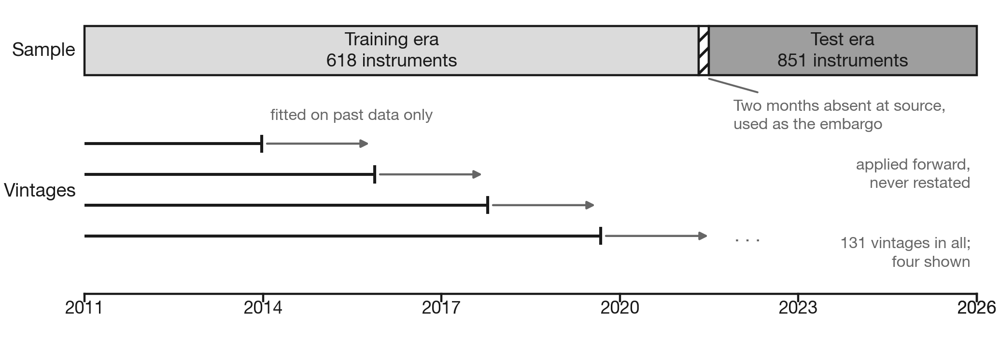 Sample
Training era
618 instruments
Test era
851 instruments
Two months absent at source,
used as the embargo
fitted on past data only
applied forward,
never restated
Vintages
. . .
131 vintages in all;
four shown
2011 2014 2017 2020 2023 2026